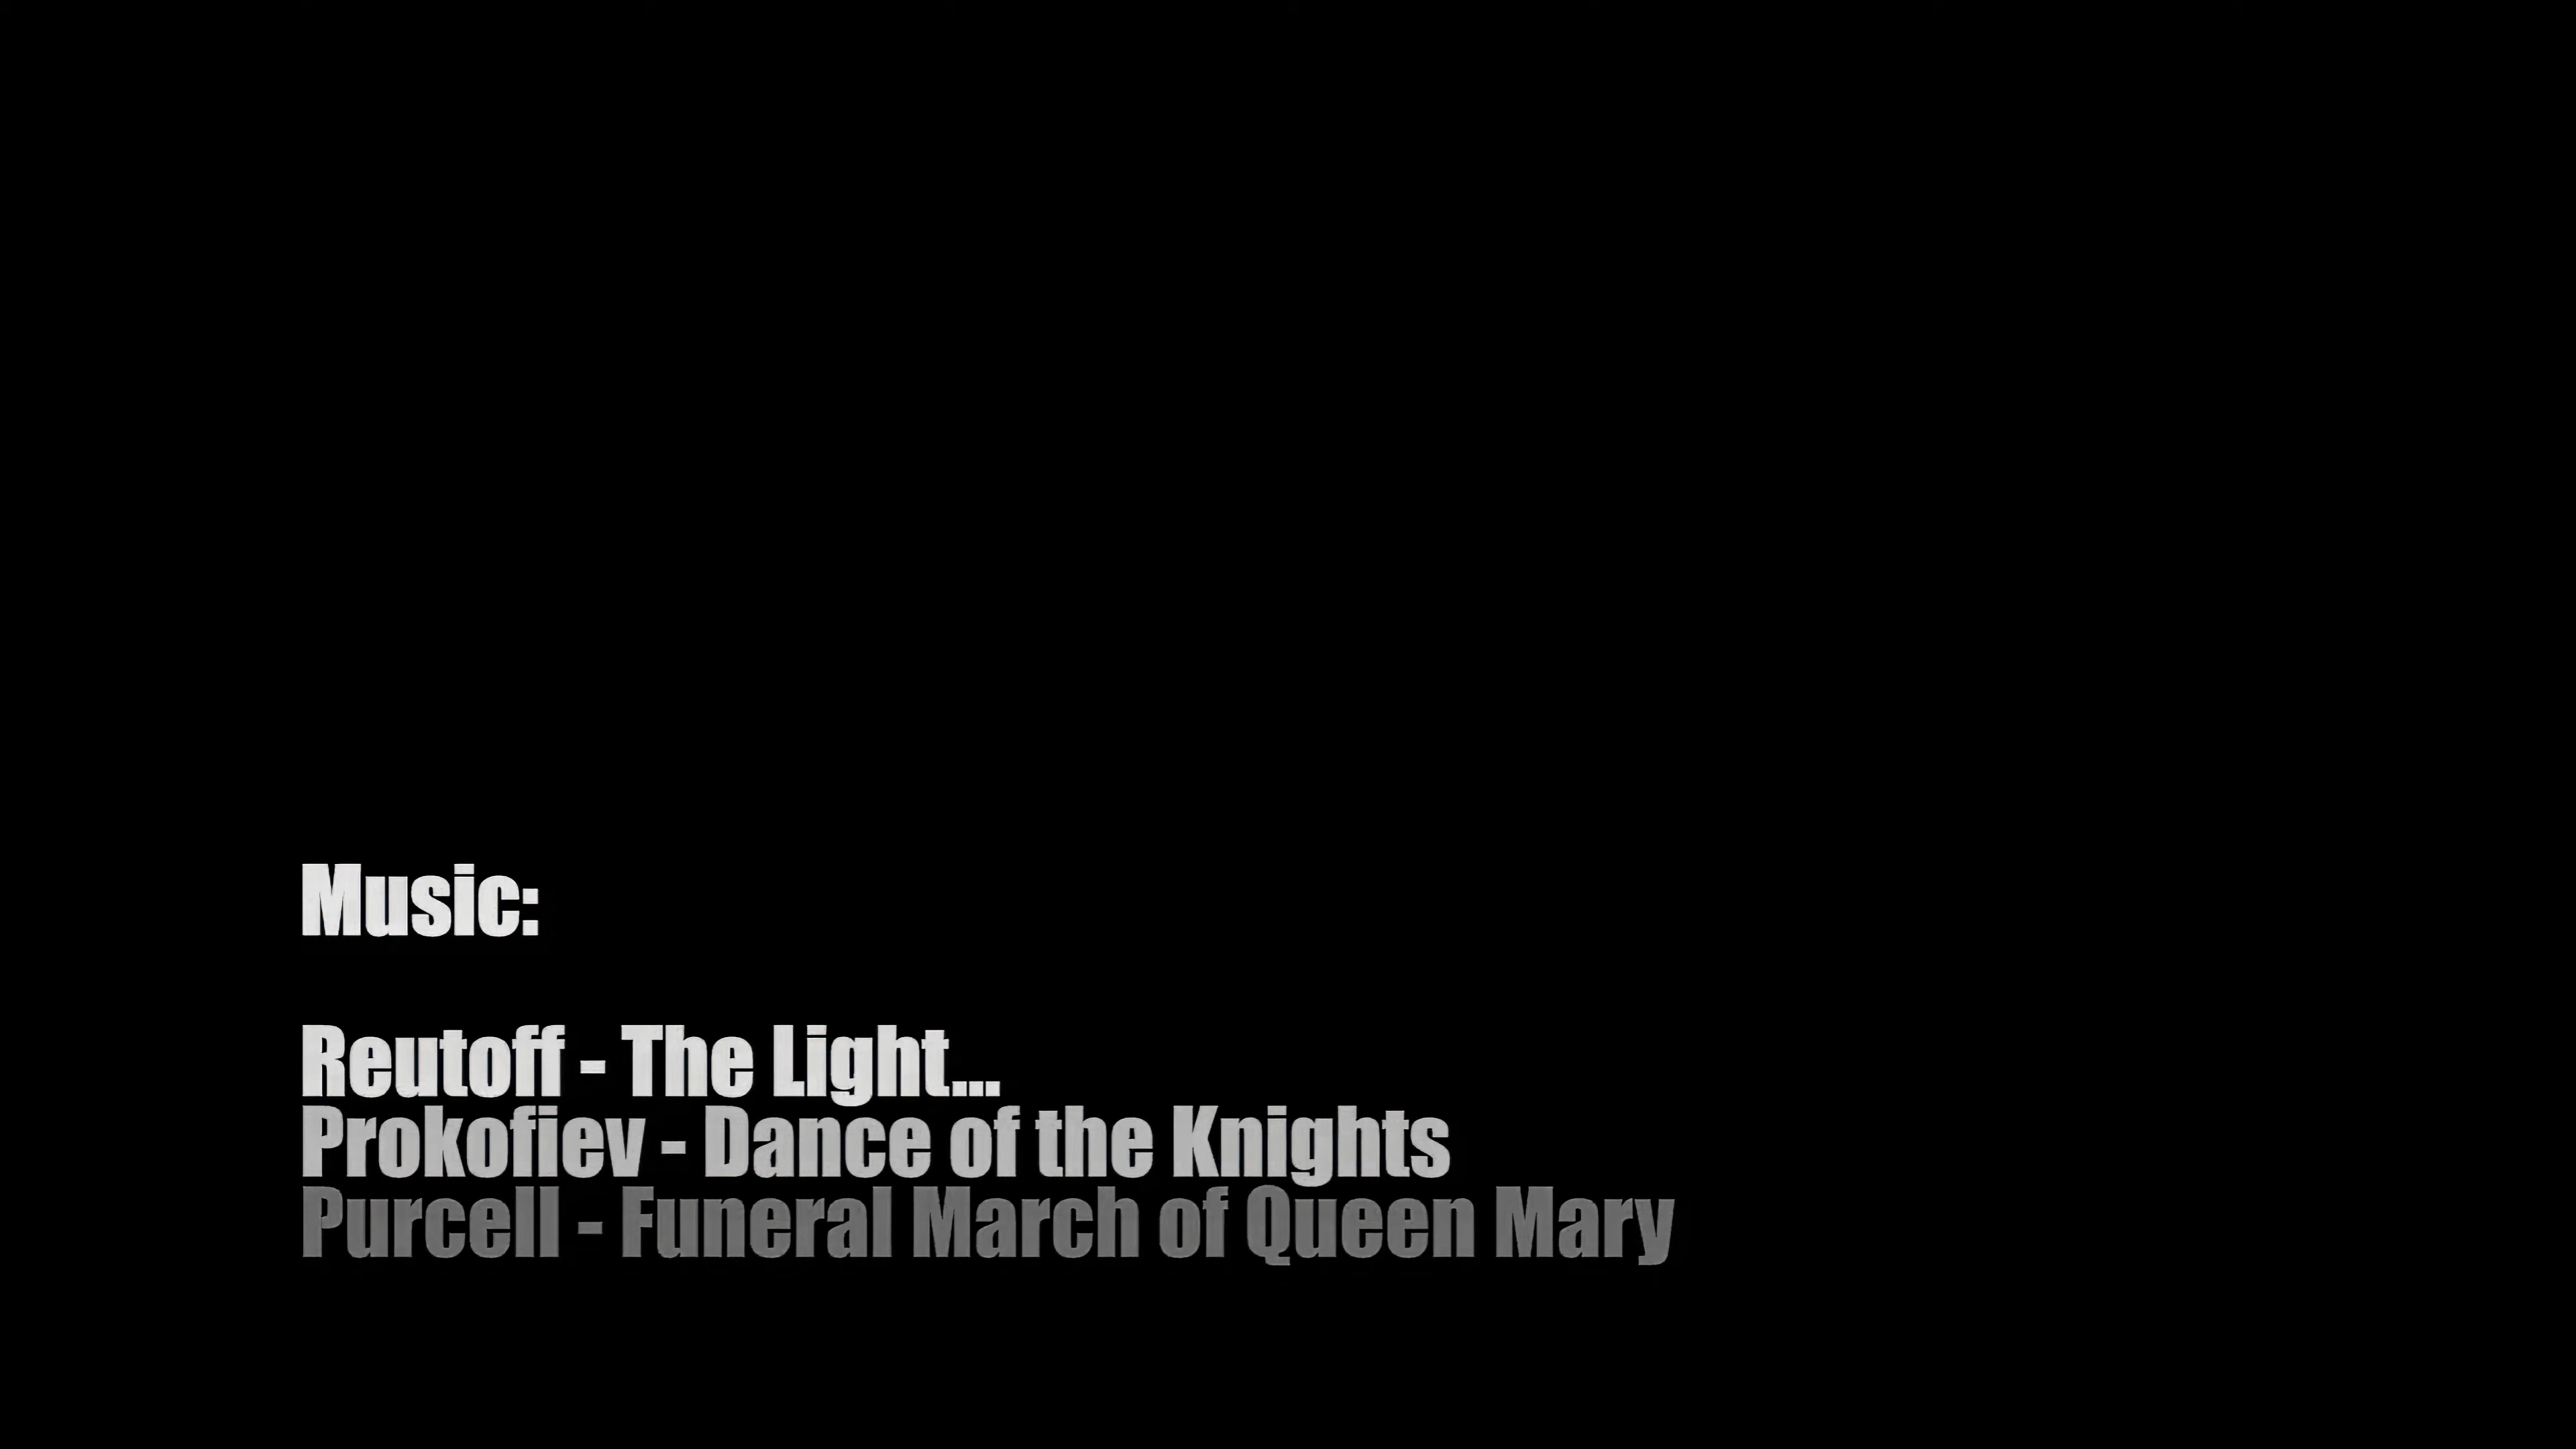 Music:
Reutoff - The Light...
Prokofiev - Dance of the Knights
Purcell - Funeral March of Queen Mary